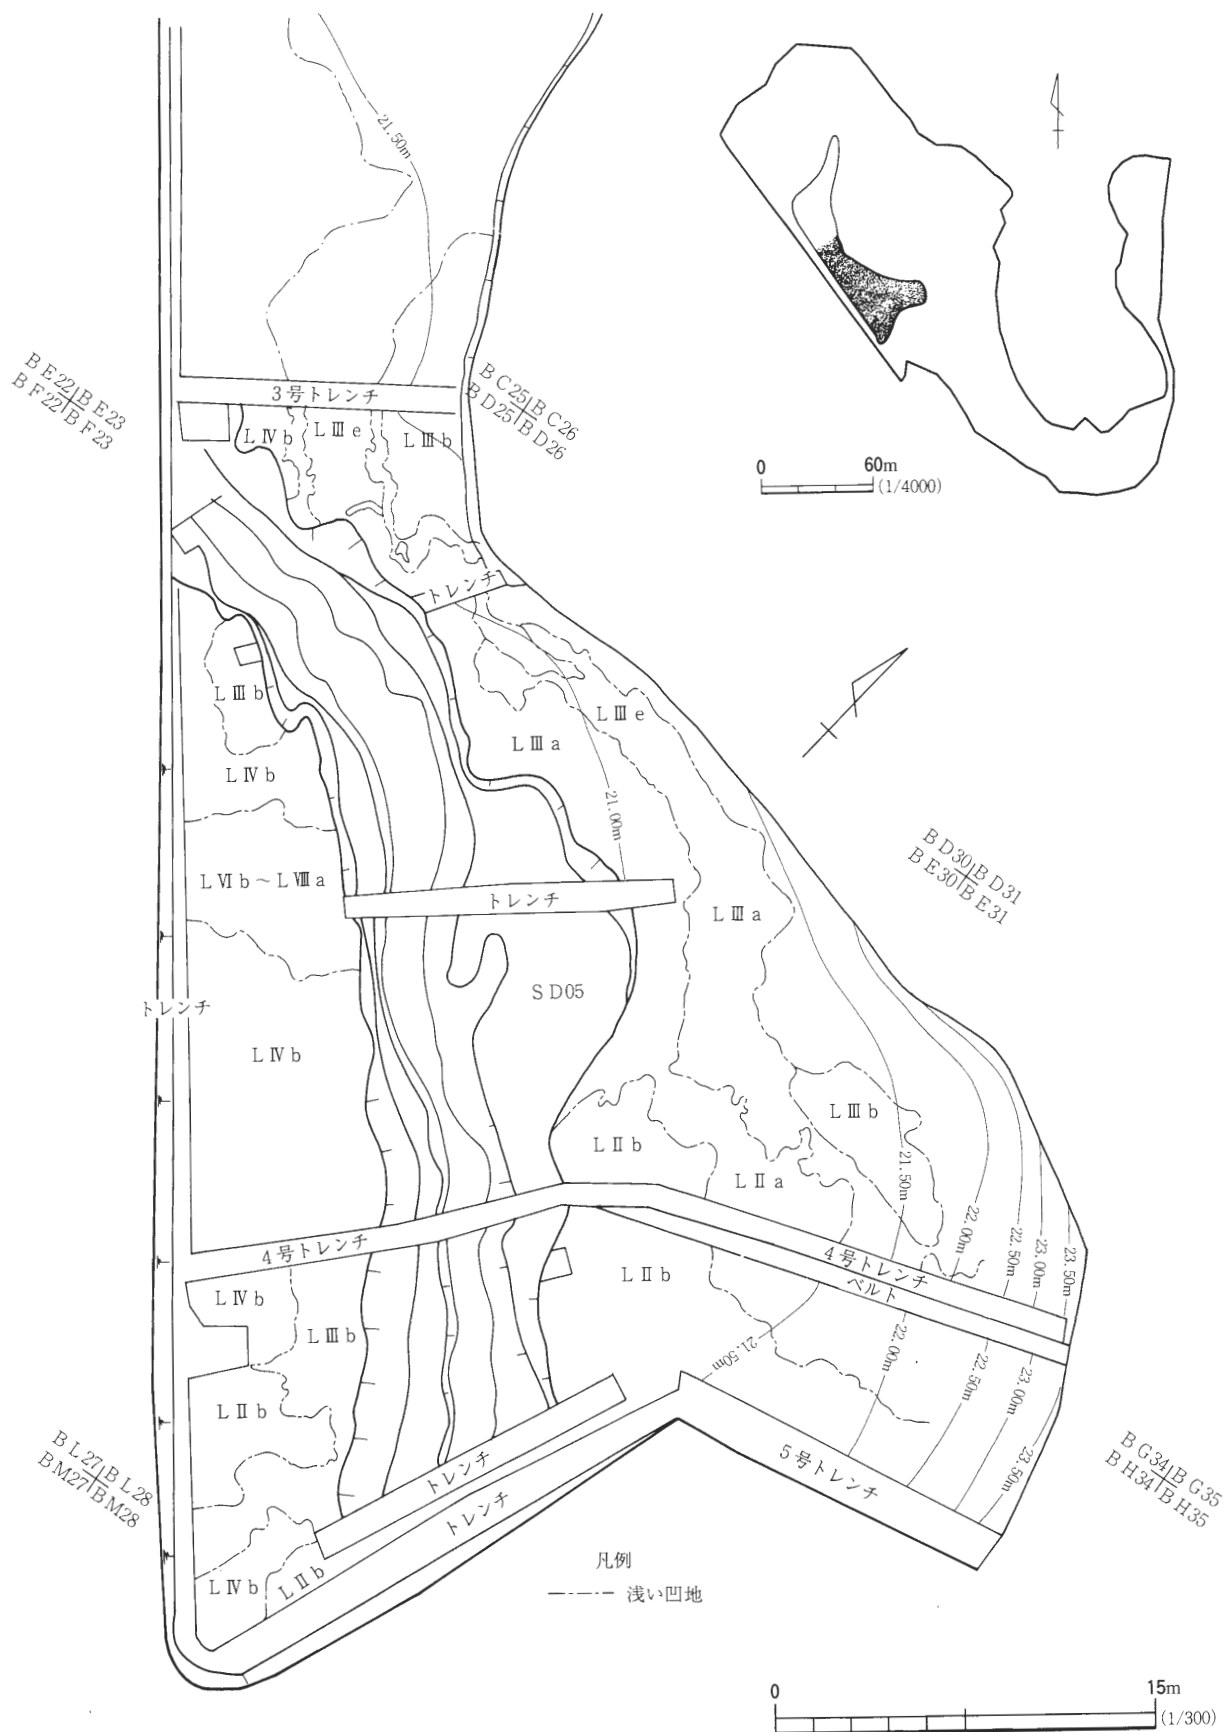 21.50m
0 60m
(1/4000)
B E22 B E23
B F22 B F23
B C25 B C26
B D25 B D26
3号トレンチ
L Ⅳ b
L Ⅲ e
L Ⅲ b
トレンチ
L Ⅲ b
L Ⅲ e
L Ⅲ a
L Ⅳ b
21.00m
B D30 B D31
B E30 B E31
L Ⅵ b～L Ⅷ a
トレンチ
L Ⅲ a
S D05
トレンチ
L Ⅳ b
L Ⅲ b
L Ⅱ b
L Ⅱ a
21.50m
22.00m
22.50m
23.00m
23.50m
4号トレンチ
4号トレンチ
ベルト
L Ⅱ b
L Ⅳ b
L Ⅲ b
21.50m
22.00m
22.50m
23.00m
23.50m
L Ⅱ b
B L27 B L28
B M27 B M28
トレンチ
トレンチ
5号トレンチ
B G34 B G35
B H34 B H35
L Ⅳ b
L Ⅱ b
凡例
浅い凹地
0 15m
(1/300)